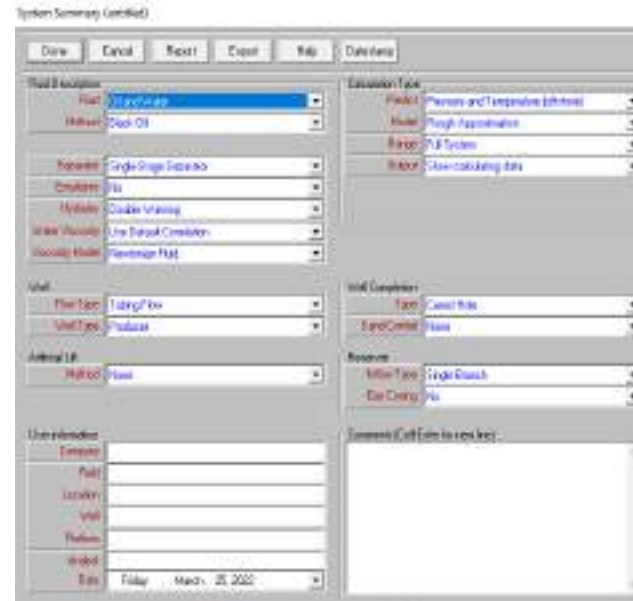 System Summary (untitled)
Done Cancel Report Export Help Datestamp
Fluid Description
Fluid Oil and Water
Method Black Oil
Separator Single-Stage Separator
Emulsions No
Hydrates Disable Warning
Water Viscosity Use Default Correlation
Viscosity Model Newtonian Fluid
Calculation Type
Predict Pressure and Temperature (offshore)
Model Rough Approximation
Range Full System
Output Show calculating data
Well
Flow Type Tubing Flow
Well Type Producer
Well Completion
Type Cased Hole
Sand Control None
Artificial Lift
Method None
Reservoir
Inflow Type Single Branch
Gas Coning No
User information
Company
Field
Location
Well
Platform
Analyst
Date Friday , March 25, 2022
Comments (Cntl-Enter for new line)